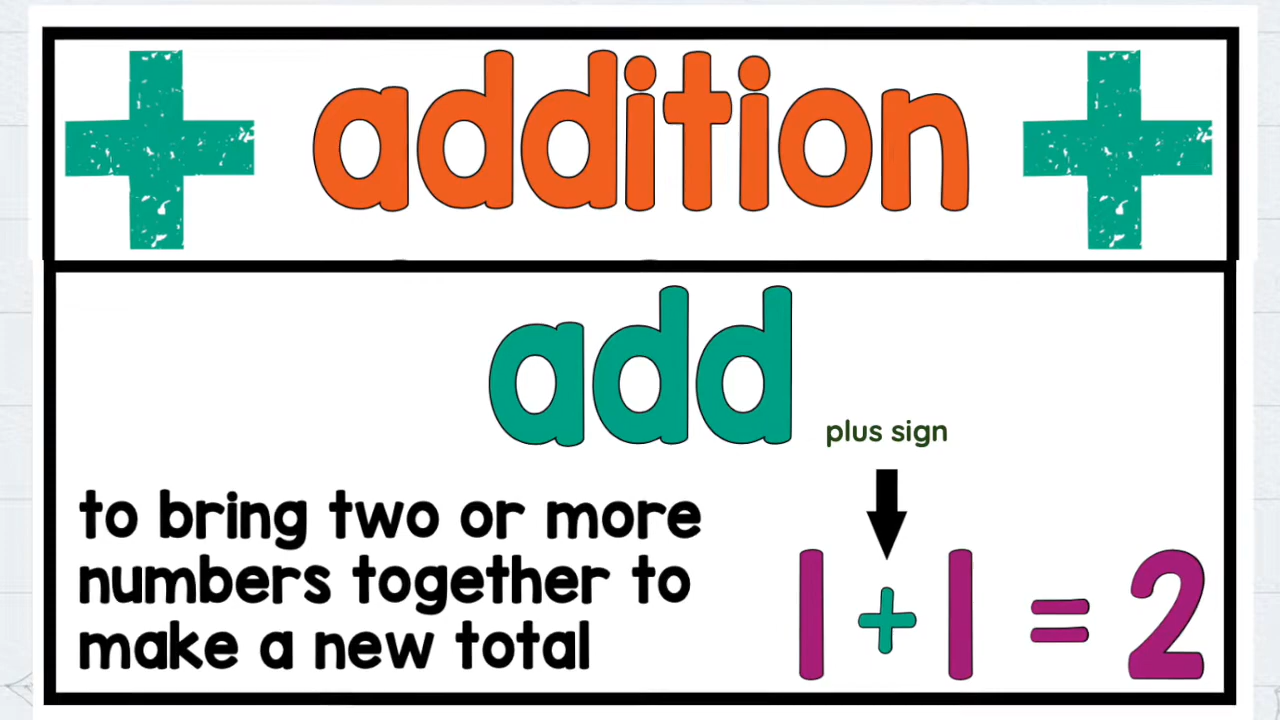 addition
add
plus sign
to bring two or more
numbers together to
make a new total
1 + 1 = 2